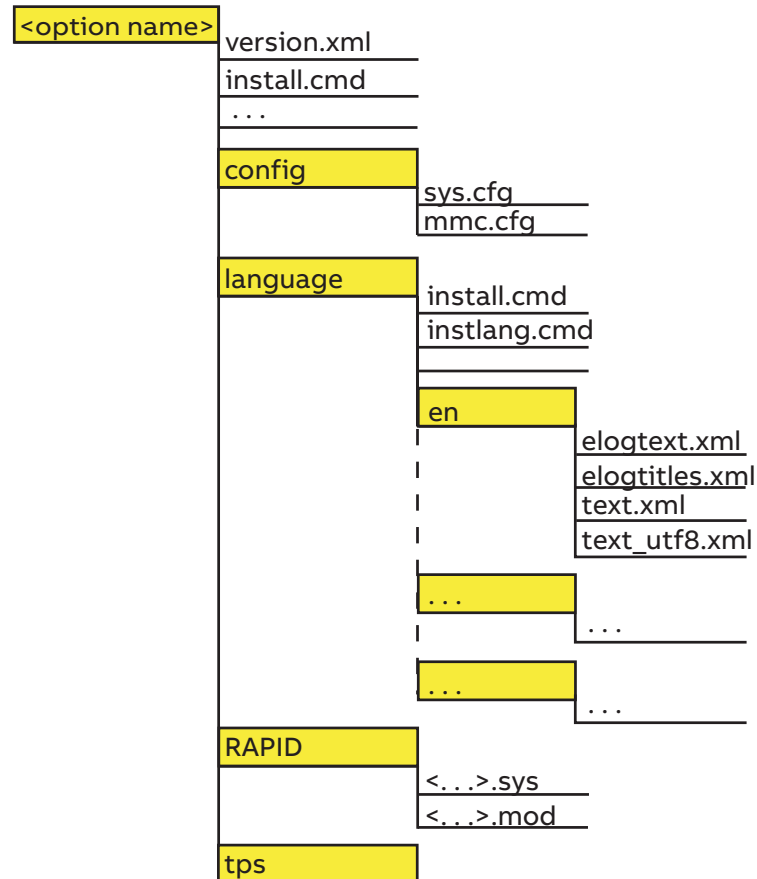 <option name>
version.xml
install.cmd
...
config
sys.cfg
mmc.cfg
language
install.cmd
instlang.cmd
en
elogtext.xml
elogtitles.xml
text.xml
text_utf8.xml
...
...
...
...
RAPID
<...>.sys
<...>.mod
tps